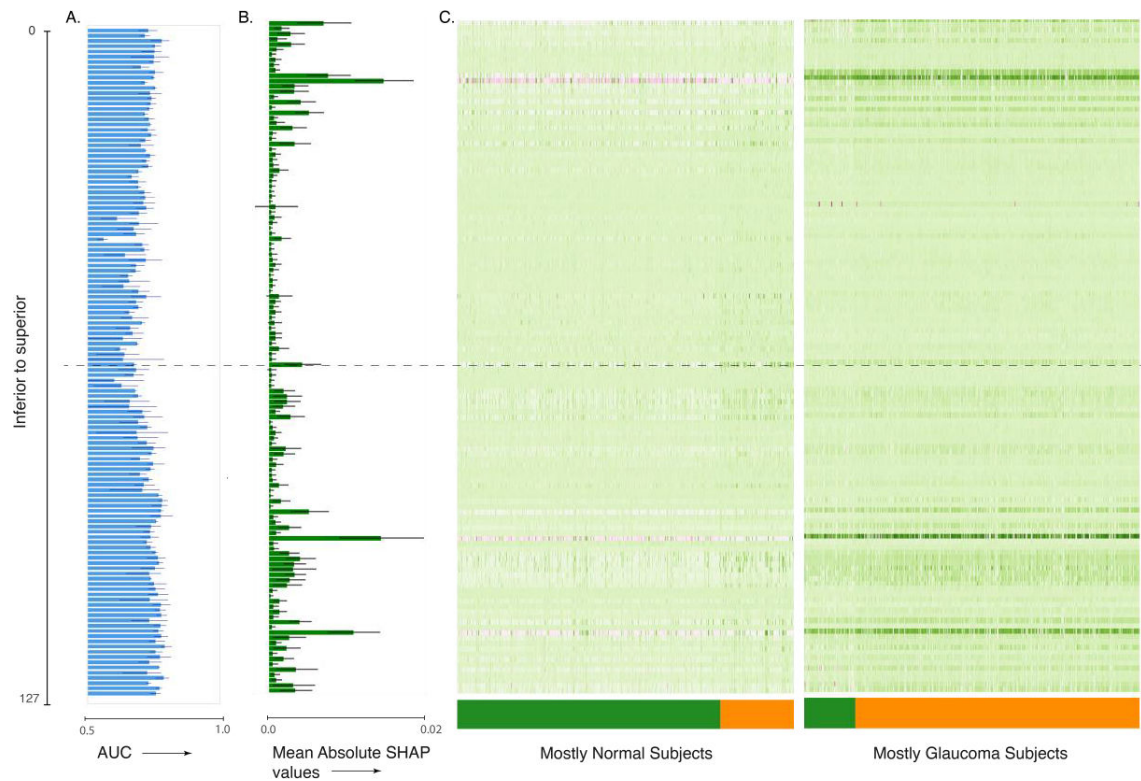 A.
B.
C.
0
Inferior to superior
127
0.5
1.0
0.0
0.02
AUC
Mean Absolute SHAP
values
Mostly Normal Subjects
Mostly Glaucoma Subjects